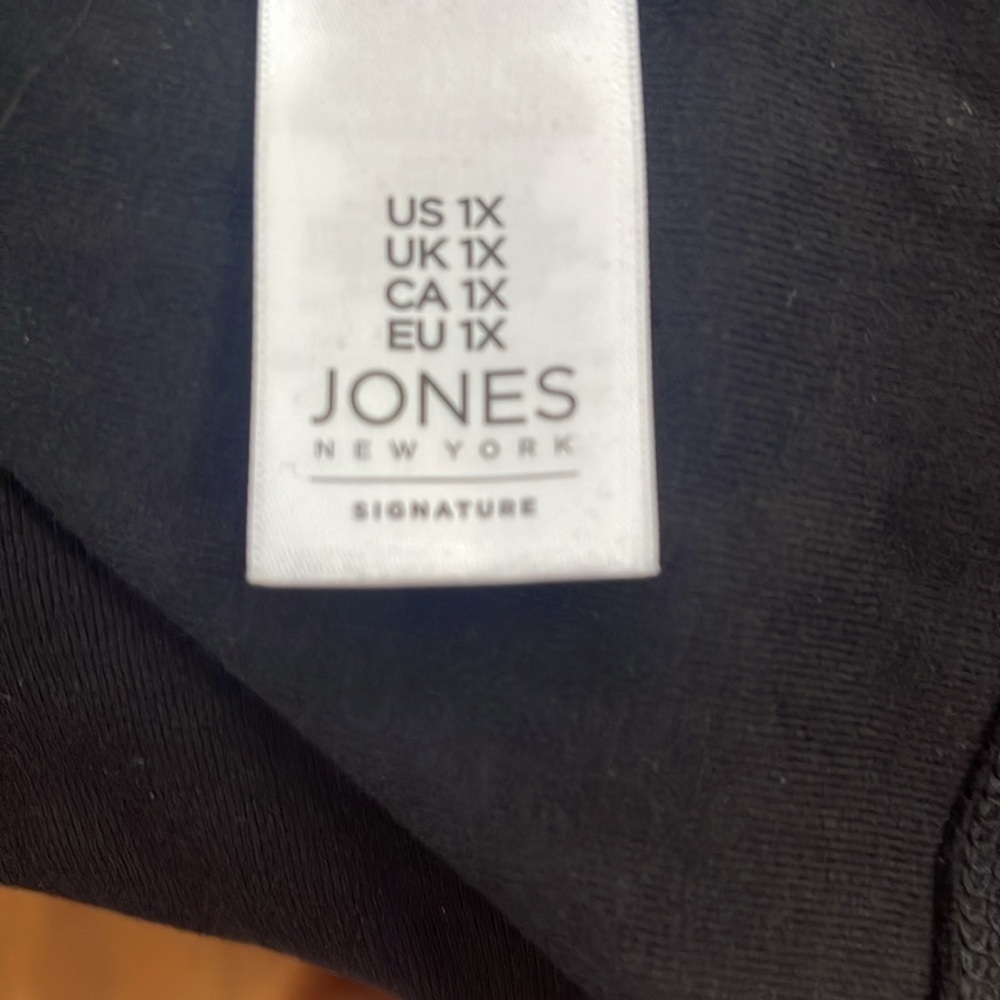 US 1X
UK 1X
CA 1X
EU 1X
JONES
NEW YORK
SIGNATURE